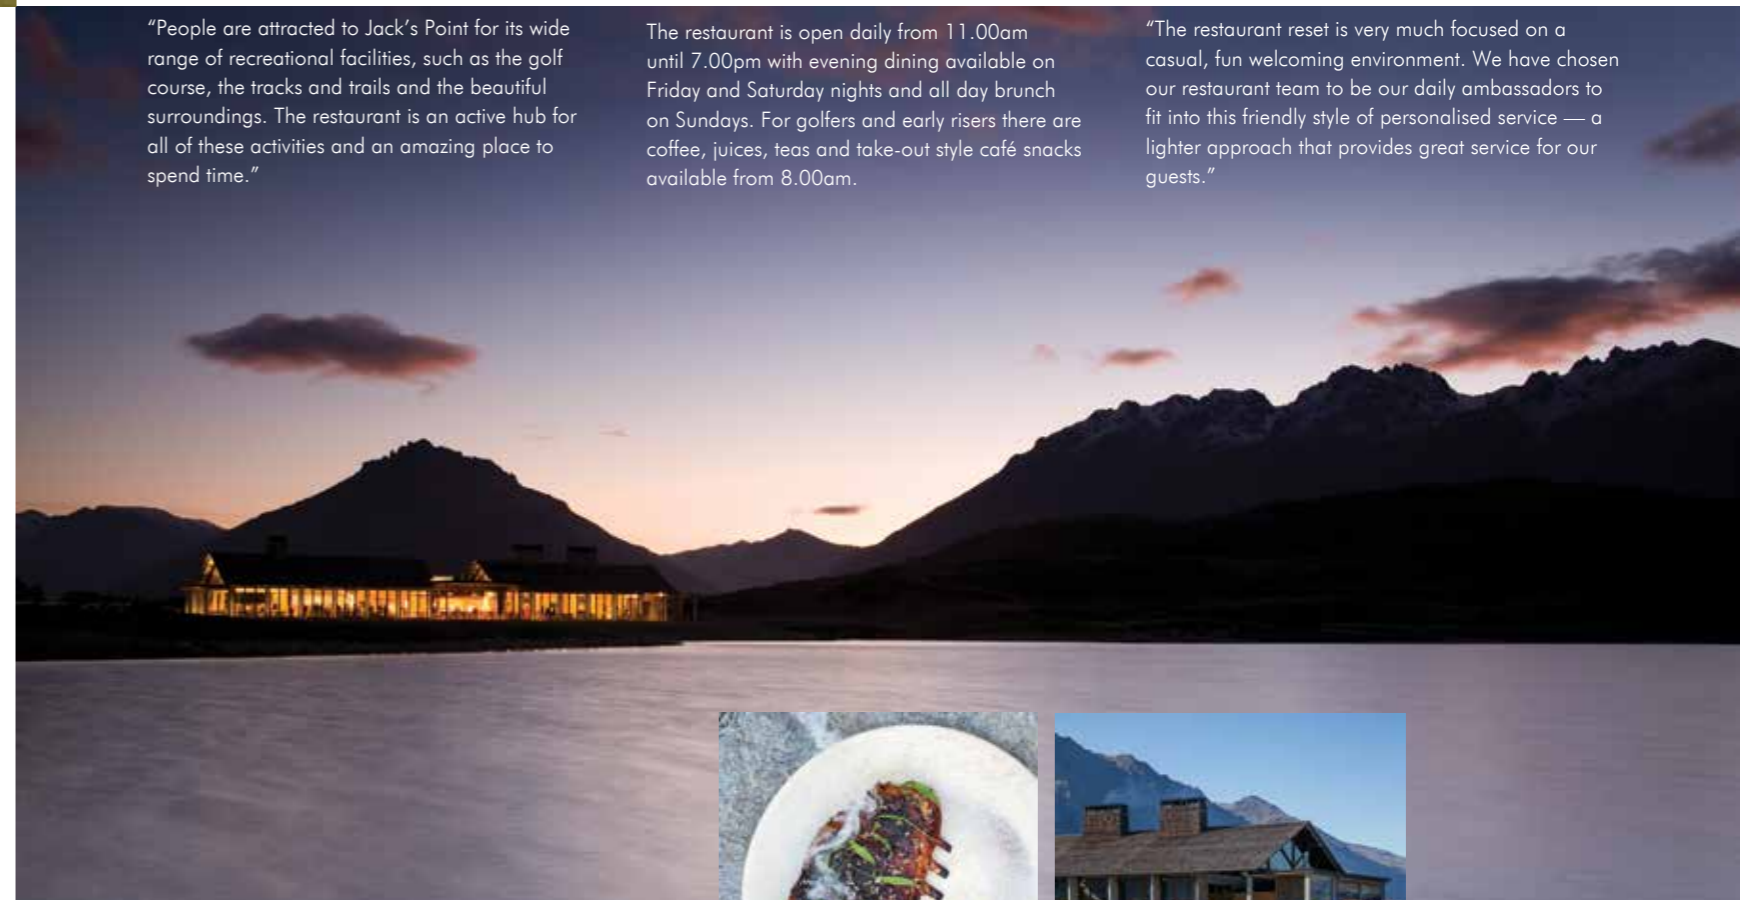 “People are attracted to Jack’s Point for its wide
range of recreational facilities, such as the golf
course, the tracks and trails and the beautiful
surroundings. The restaurant is an active hub for
all of these activities and an amazing place to
spend time.”
The restaurant is open daily from 11.00am
until 7.00pm with evening dining available on
Friday and Saturday nights and all day brunch
on Sundays. For golfers and early risers there are
coffee, juices, teas and take-out style café snacks
available from 8.00am.
“The restaurant reset is very much focused on a
casual, fun welcoming environment. We have chosen
our restaurant team to be our daily ambassadors to
fit into this friendly style of personalised service — a
lighter approach that provides great service for our
guests.”